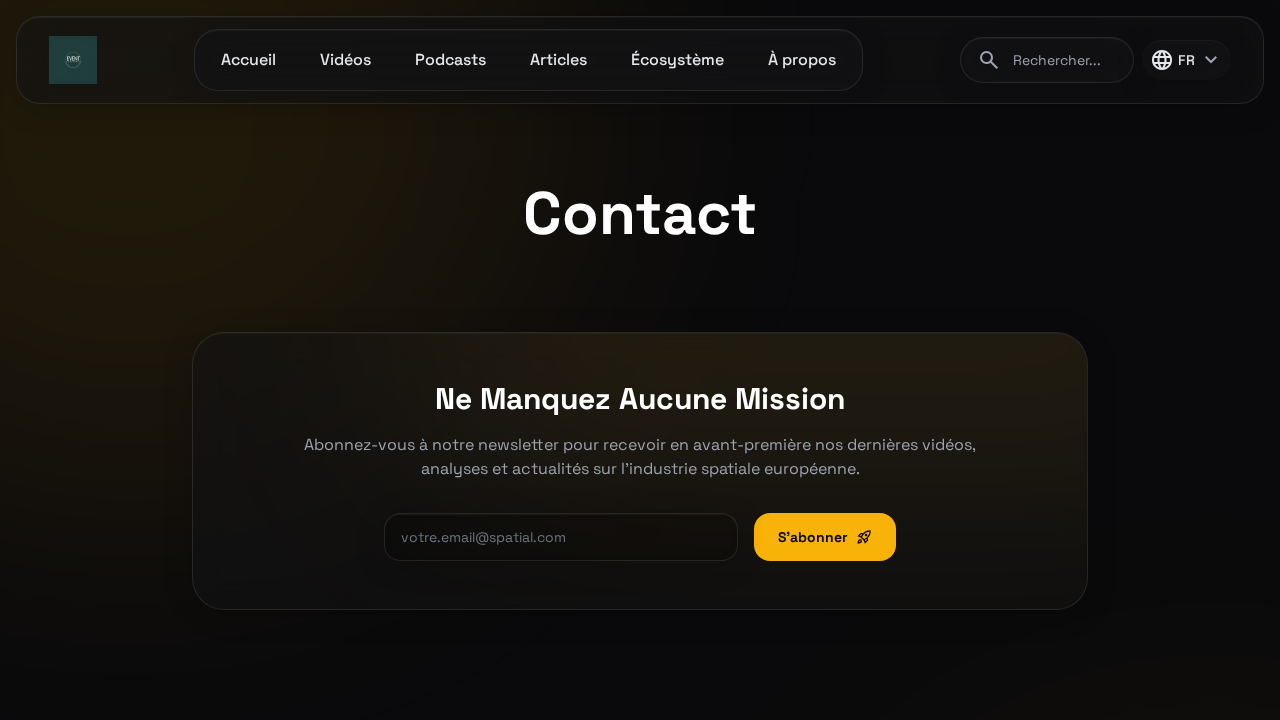 EVENT
Accueil
Vidéos
Podcasts
Articles
Écosystème
À propos
Rechercher...
FR
Contact
Ne Manquez Aucune Mission
Abonnez-vous à notre newsletter pour recevoir en avant-première nos dernières vidéos,
analyses et actualités sur l'industrie spatiale européenne.
votre.email@spatial.com
S'abonner